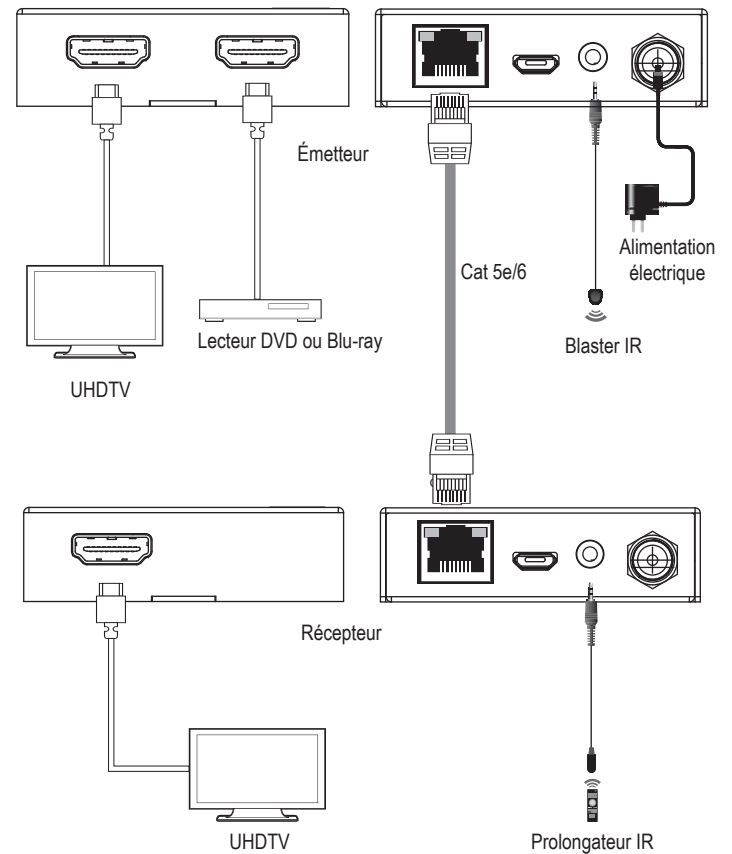 Émetteur
Alimentation
électrique
Cat 5e/6
Lecteur DVD ou Blu-ray
Blaster IR
UHDTV
Récepteur
UHDTV
Prolongateur IR